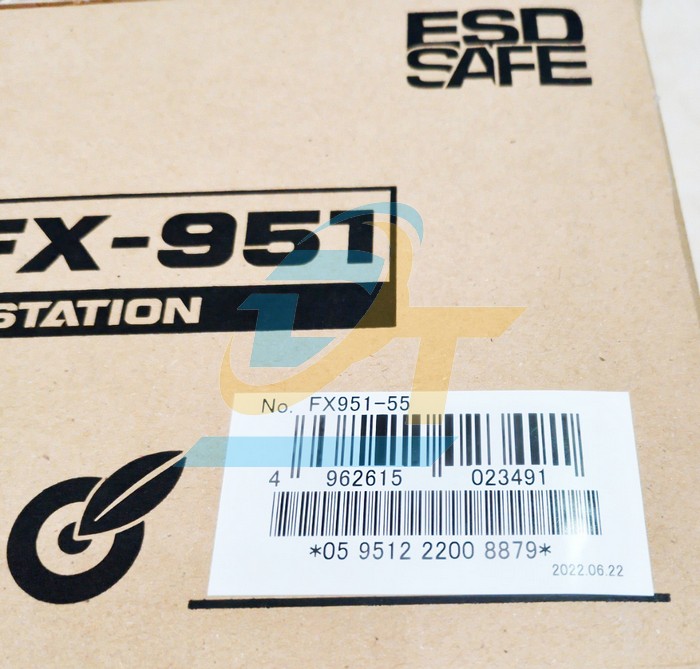 ESD
SAFE
FX-951
STATION
No. FX951-55
4 962615 023491
*05 9512 2200 8879*
2022.06.22